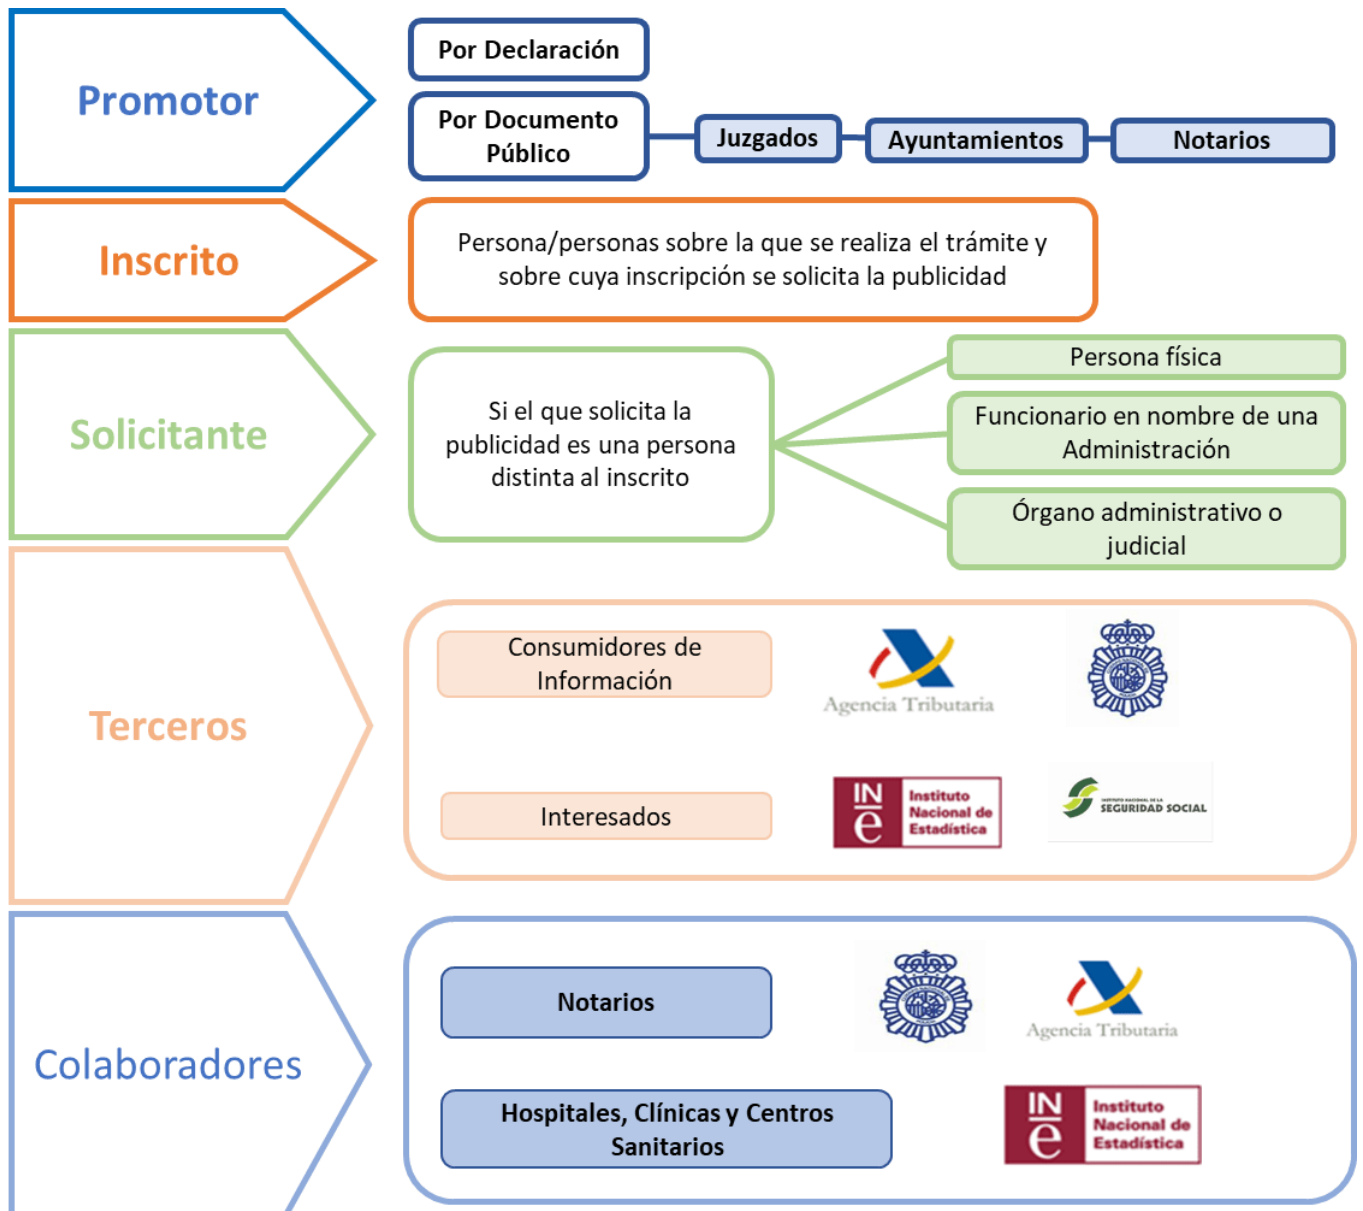 Promotor
Por Declaración
Por Documento
Público
Juzgados
Ayuntamientos
Notarios
Inscrito
Persona/personas sobre la que se realiza el trámite y
sobre cuya inscripción se solicita la publicidad
Solicitante
Si el que solicita la
publicidad es una persona
distinta al inscrito
Persona física
Funcionario en nombre de una
Administración
Órgano administrativo o
judicial
Terceros
Consumidores de
Información
Agencia Tributaria
Interesados
INe
Instituto
Nacional de
Estadística
INSTITUTO NACIONAL DE LA
SEGURIDAD SOCIAL
Colaboradores
Notarios
Agencia Tributaria
Hospitales, Clínicas y Centros
Sanitarios
INe
Instituto
Nacional de
Estadística